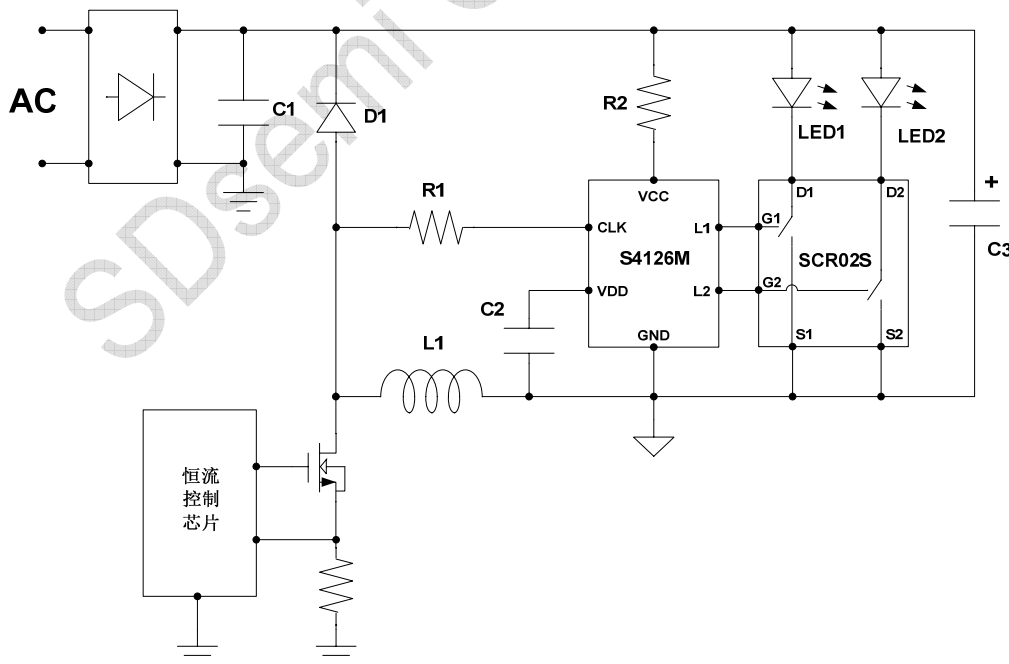 SDsemi
AC
C1
D1
R2
LED1
LED2
+
C3
R1
VCC
CLK
S4126M
VDD
GND
L1
L2
D1
D2
G1
SCR02S
G2
S1
S2
C2
L1
恒流
控制
芯片